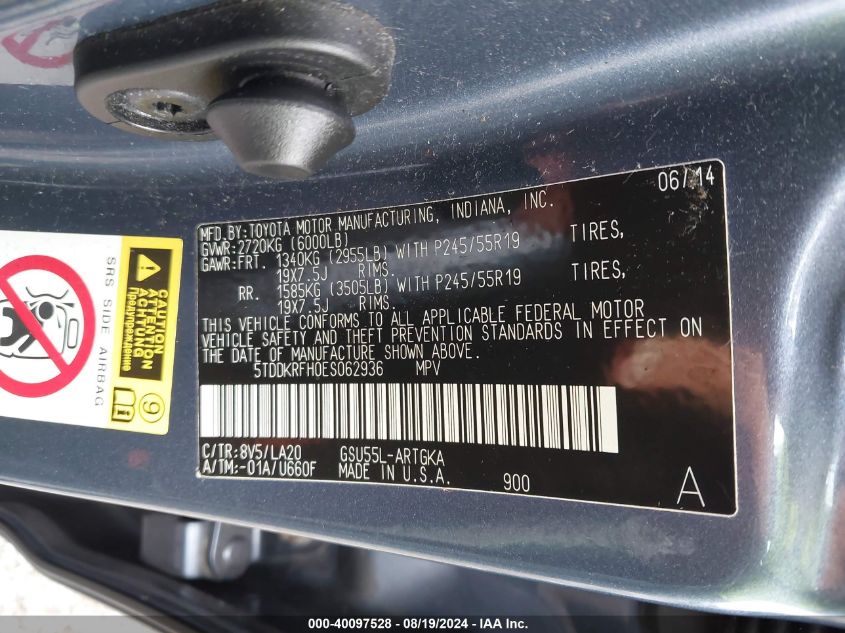 06/14
MFD.BY:TOYOTA MOTOR MANUFACTURING, INDIANA, INC.
GVWR:2720KG (6000LB)
GAWR:FRT. 1340KG (2955LB) WITH P245/55R19 TIRES,
19X7.5J RIMS.
RR. 1585KG (3505LB) WITH P245/55R19 TIRES,
19X7.5J RIMS.
THIS VEHICLE CONFORMS TO ALL APPLICABLE FEDERAL MOTOR
VEHICLE SAFETY AND THEFT PREVENTION STANDARDS IN EFFECT ON
THE DATE OF MANUFACTURE SHOWN ABOVE.
5TDDKRFH0ES062936 MPV
C/TR:8V5/LA20 GSU55L-ARTGKA
A/TM:-01A/U660F MADE IN U.S.A. 900 A
SRS SIDE AIRBAG
CAUTION
ATTENTION
ACHTUNG
Предупреждение
9
000-40097528 - 08/19/2024 - IAA Inc.